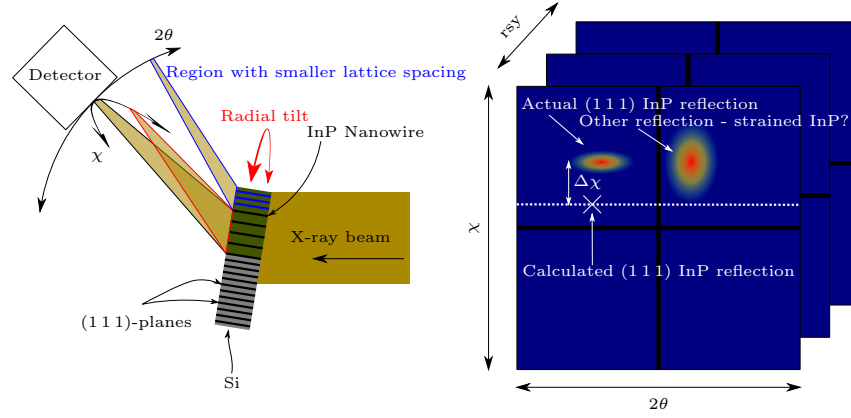 2θ
Detector
Region with smaller lattice spacing
Radial tilt
InP Nanowire
χ
X-ray beam
(1 1 1)-planes
Si
rsy
Actual (1 1 1) InP reflection
Other reflection - strained InP?
Δχ
χ
Calculated (1 1 1) InP reflection
2θ